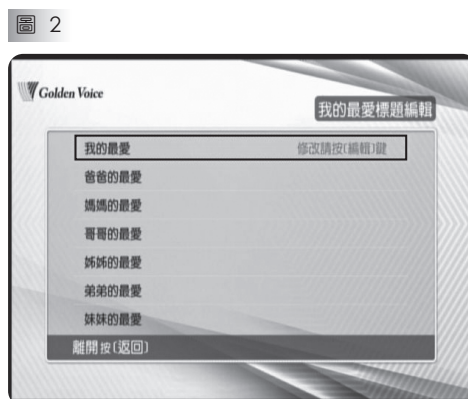 圖 2
Golden Voice
我的最愛標題編輯
我的最愛 修改請按(編輯)鍵
爸爸的最愛
媽媽的最愛
哥哥的最愛
姊姊的最愛
弟弟的最愛
妹妹的最愛
離開按(返回)